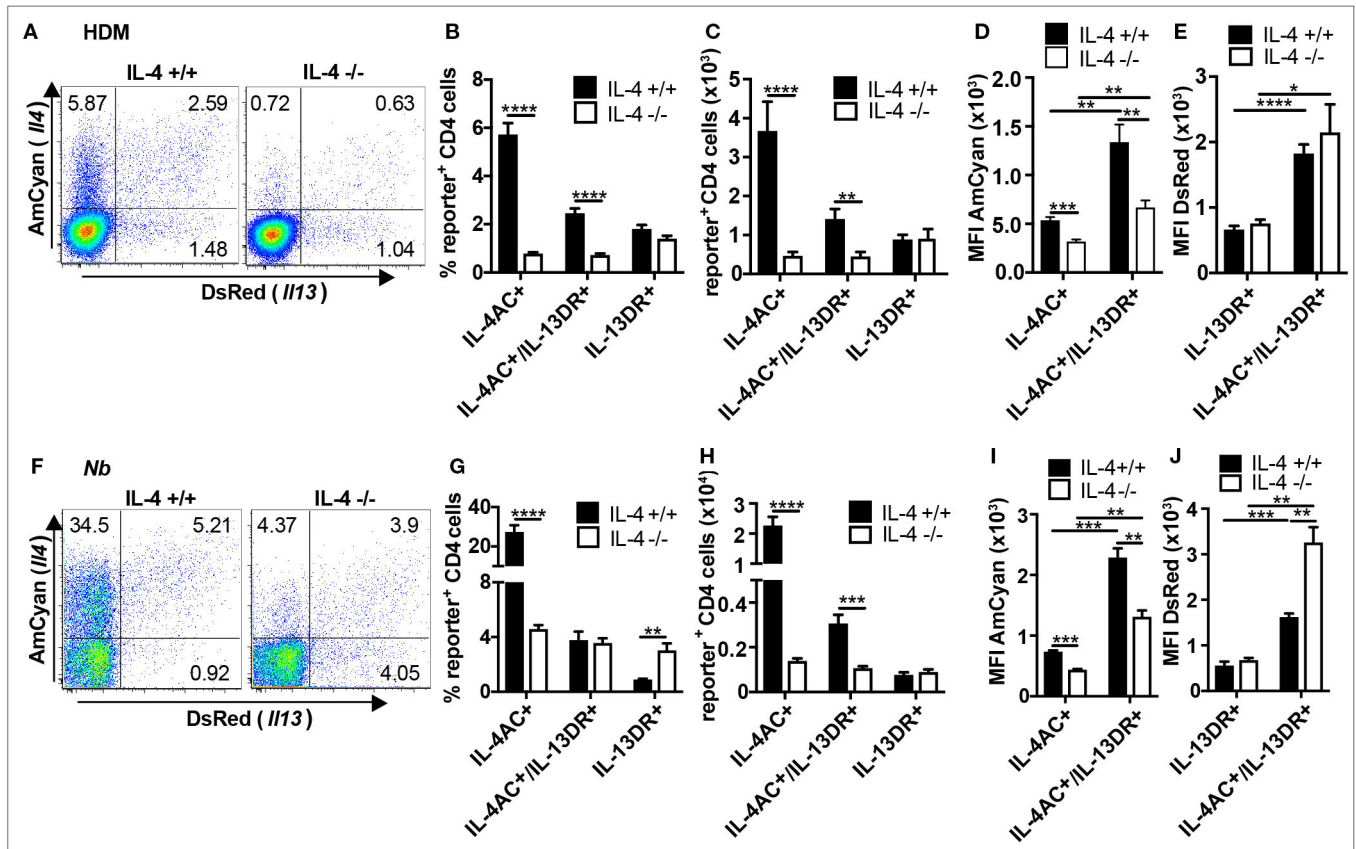 A HDM
IL-4 +/+ IL-4 -/-
5.87 2.59 0.72 0.63
1.48 1.04
AmCyan (Il4)
DsRed (Il13)
B
% reporter+ CD4 cells
8
6
4
2
0
IL-4 +/+
IL-4 -/-
****
****
IL-4AC+
IL-4AC+/IL-13DR+
IL-13DR+
C
reporter+ CD4 cells (x10³)
5
4
3
2
1
0
IL-4 +/+
IL-4 -/-
****
**
IL-4AC+
IL-4AC+/IL-13DR+
IL-13DR+
D
IL-4 +/+
IL-4 -/-
MFI AmCyan (x10³)
2.0
1.5
1.0
5.0
0.0
**
**
**
***
IL-4AC+
IL-4AC+/IL-13DR+
E
IL-4 +/+
IL-4 -/-
MFI DsRed (x10³)
3
2
1
0
*
****
IL-13DR+
IL-4AC+/IL-13DR+
F Nb
IL-4 +/+ IL-4 -/-
34.5 5.21 4.37 3.9
0.92 4.05
AmCyan (Il4)
DsRed (Il13)
G
% reporter+ CD4 cells
40
20
8
4
0
IL-4 +/+
IL-4 -/-
****
**
IL-4AC+
IL-4AC+/IL-13DR+
IL-13DR+
H
reporter+ CD4 cells (x10⁴)
3
2
1
0.4
0.2
0
IL-4 +/+
IL-4 -/-
****
***
IL-4AC+
IL-4AC+/IL-13DR+
IL-13DR+
I
IL-4+/+
IL-4-/-
MFI AmCyan (x10³)
3
2
1
0
**
***
**
***
IL-4AC+
IL-4AC+/IL-13DR+
J
IL-4 +/+
IL-4 -/-
MFI DsRed (x10³)
4
3
2
1
0
**
***
**
IL-13DR+
IL-4AC+/IL-13DR+